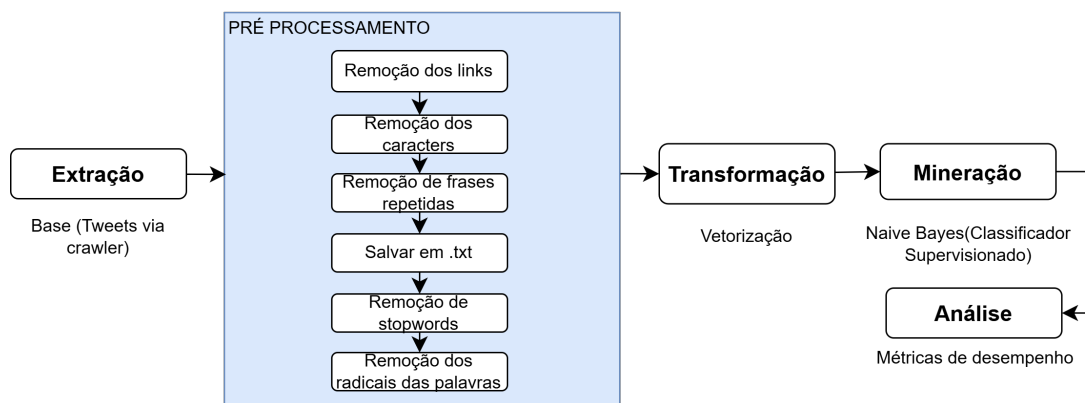 PRÉ PROCESSAMENTO
Remoção dos links
Remoção dos
caracters
Remoção de frases
repetidas
Salvar em .txt
Remoção de
stopwords
Remoção dos
radicais das palavras
Extração
Base (Tweets via
crawler)
Transformação
Vetorização
Mineração
Naive Bayes(Classificador
Supervisionado)
Análise
Métricas de desempenho